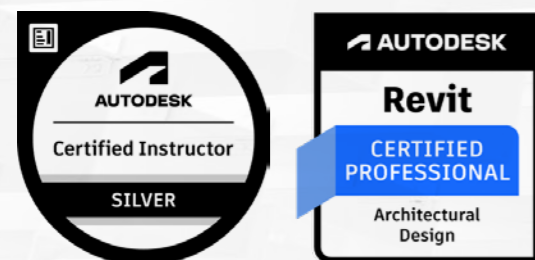 AUTODESK
Certified Instructor
SILVER
AUTODESK
Revit
CERTIFIED
PROFESSIONAL
Architectural
Design